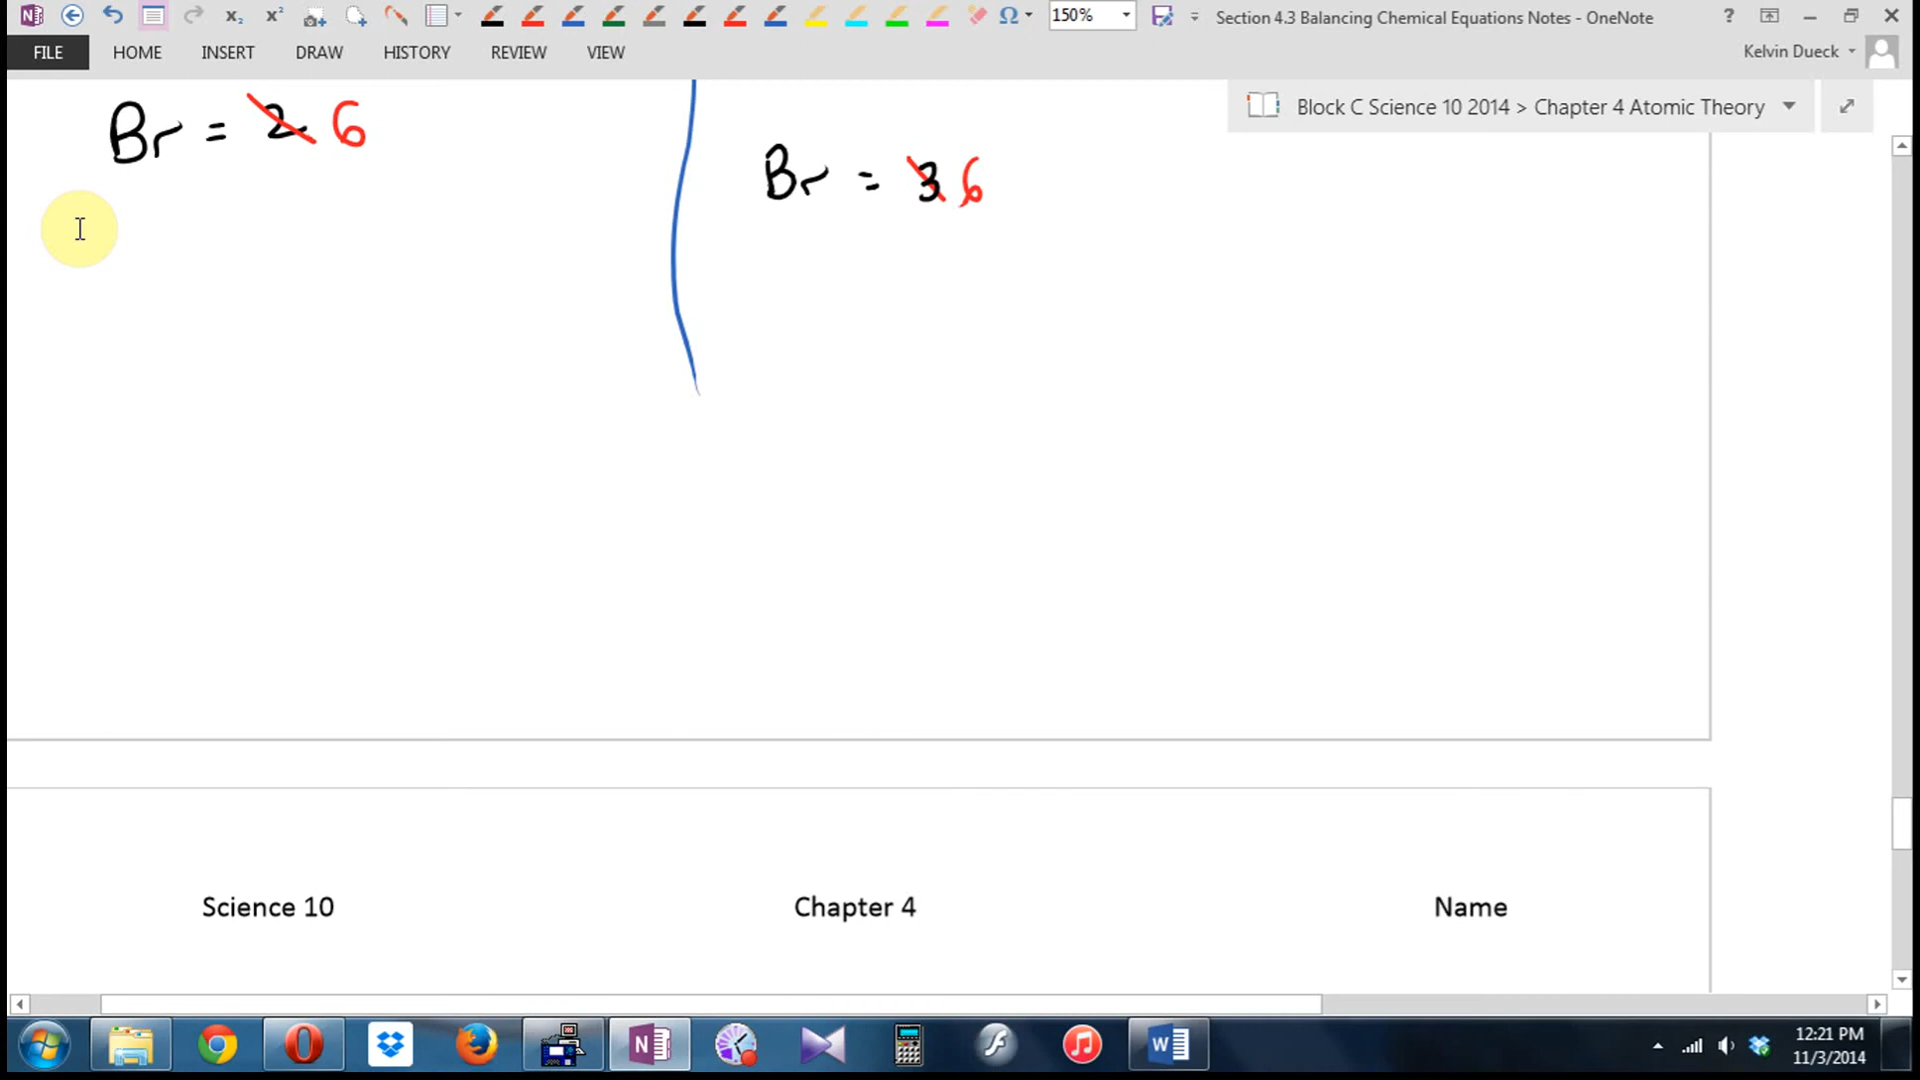 150%
Section 4.3 Balancing Chemical Equations Notes - OneNote
FILE HOME INSERT DRAW HISTORY REVIEW VIEW
Kelvin Dueck
Block C Science 10 2014 > Chapter 4 Atomic Theory
Br = 2 6
Br = 3 6
Science 10 Chapter 4 Name
12:21 PM
11/3/2014